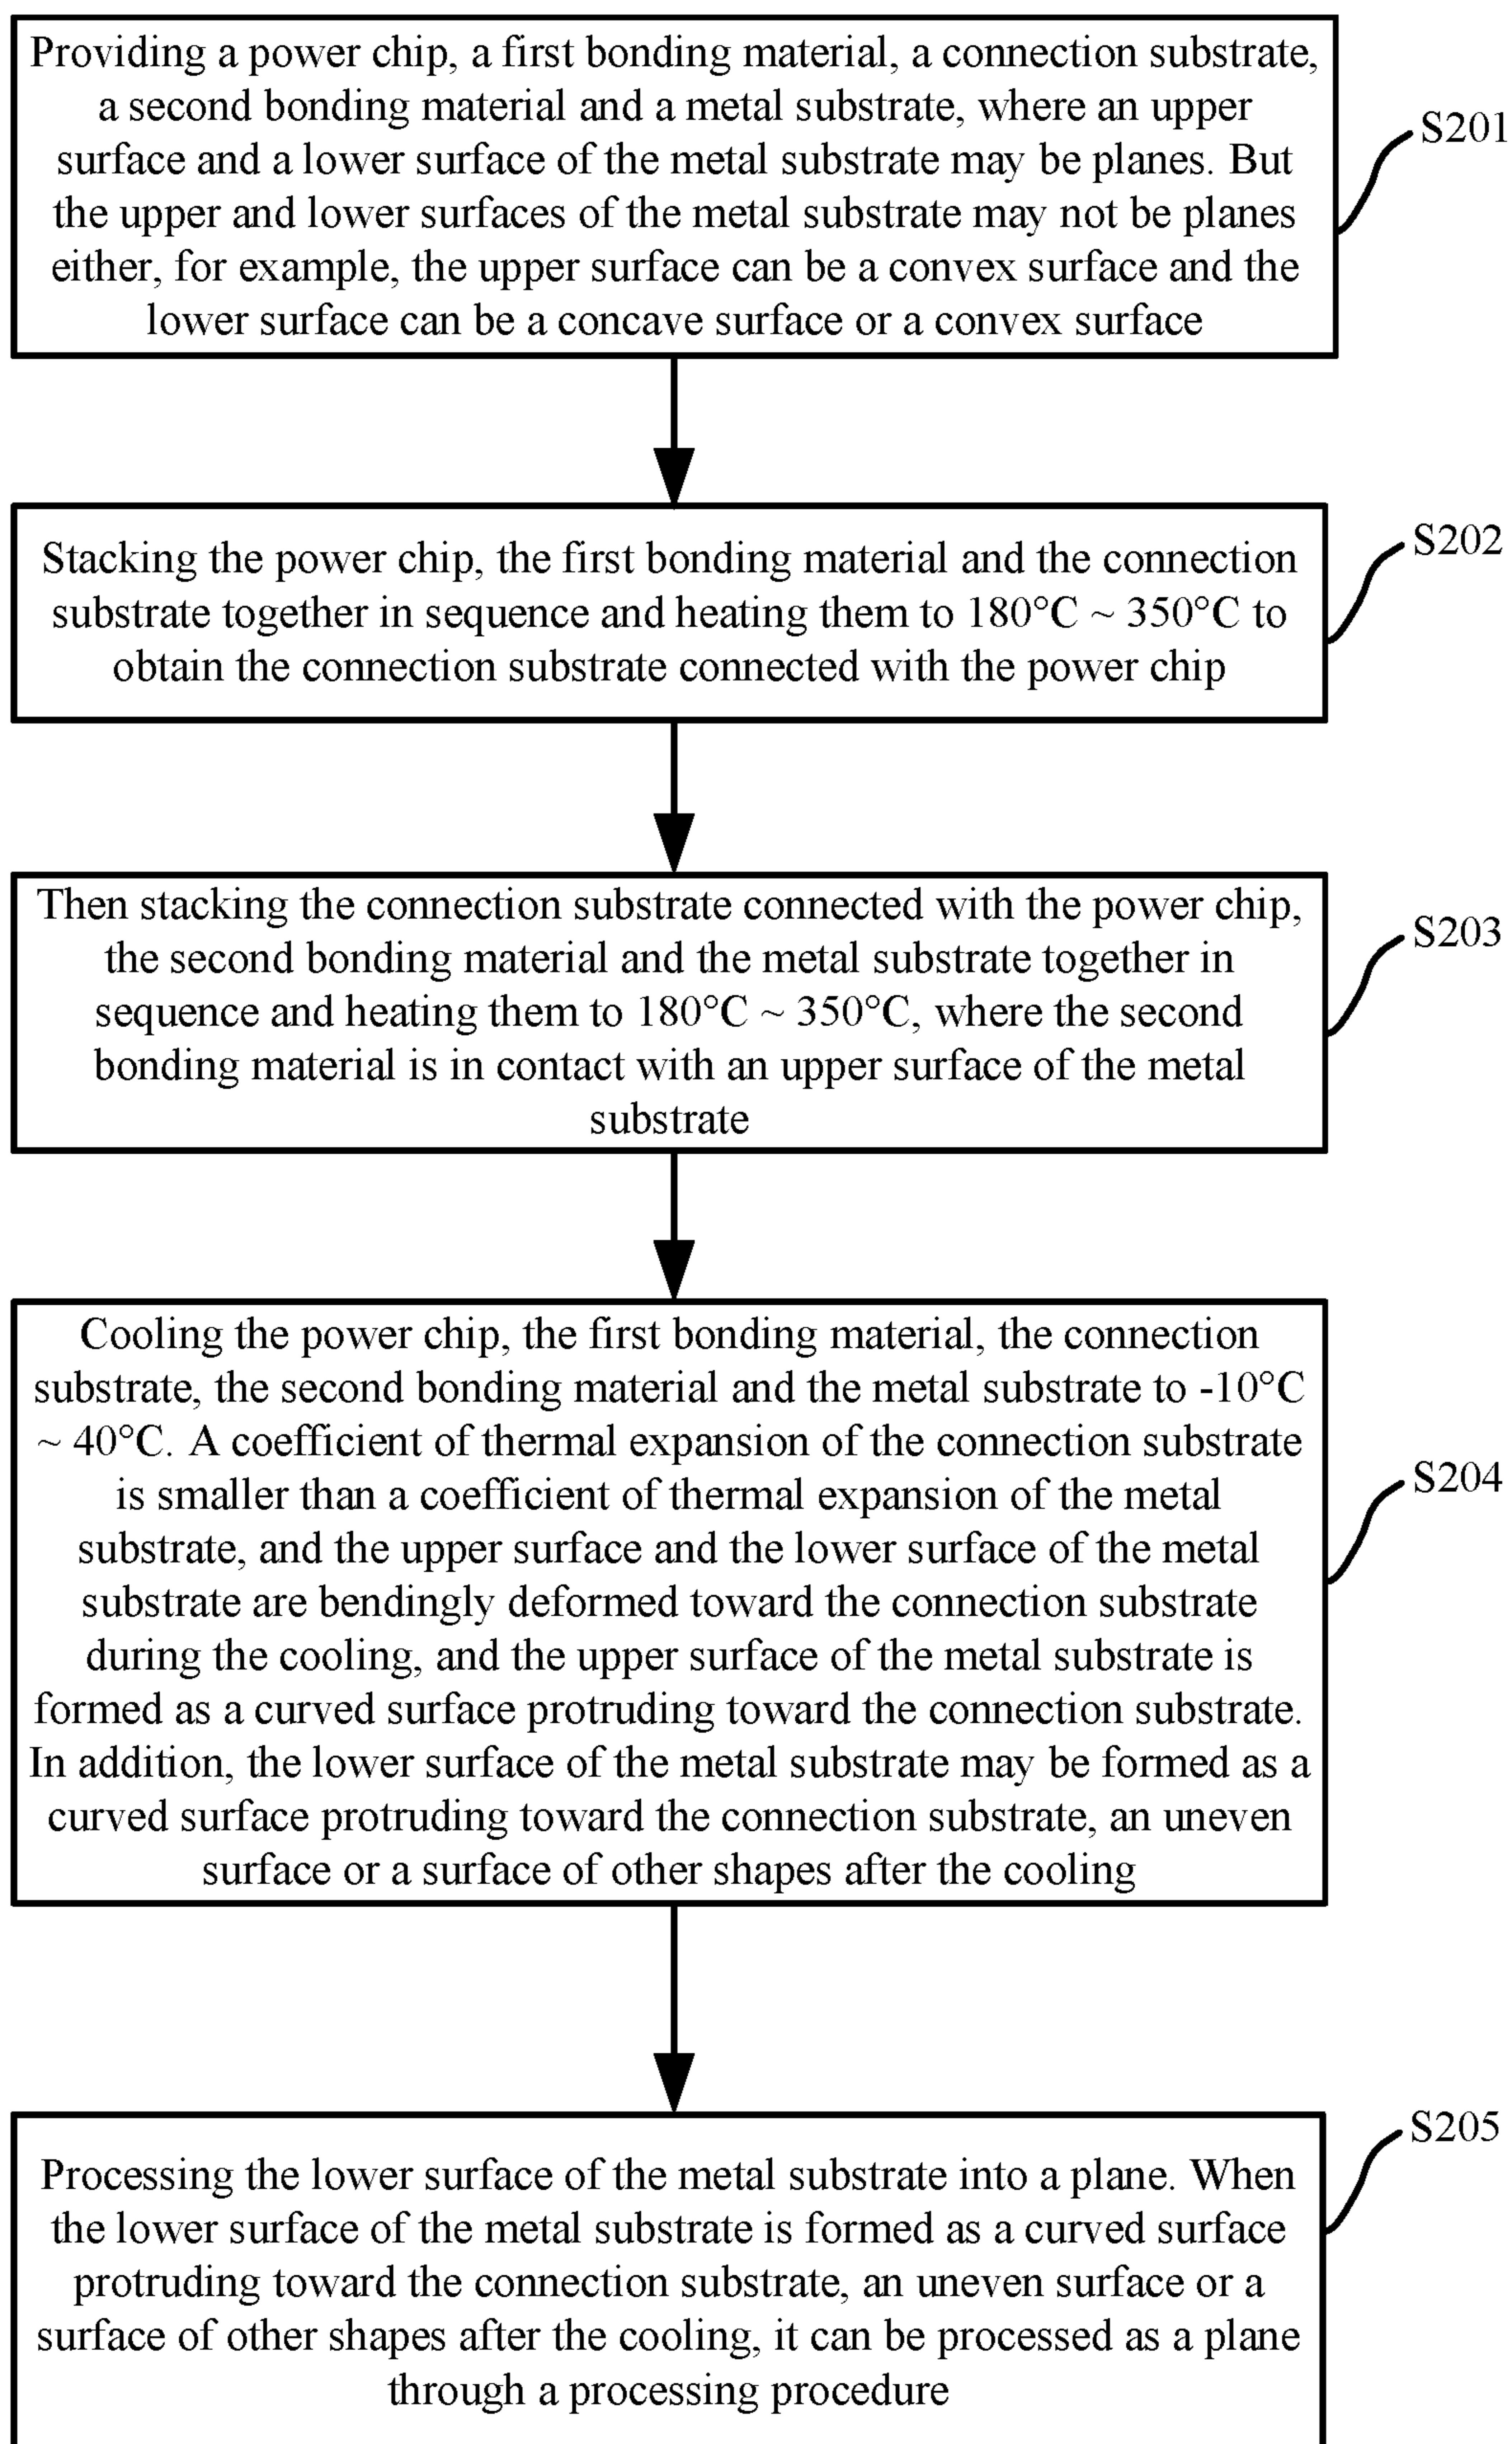 Providing a power chip, a first bonding material, a connection substrate,
a second bonding material and a metal substrate, where an upper
surface and a lower surface of the metal substrate may be planes. But
the upper and lower surfaces of the metal substrate may not be planes
either, for example, the upper surface can be a convex surface and the
lower surface can be a concave surface or a convex surface
S201
Stacking the power chip, the first bonding material and the connection
substrate together in sequence and heating them to 180°C ~ 350°C to
obtain the connection substrate connected with the power chip
S202
Then stacking the connection substrate connected with the power chip,
the second bonding material and the metal substrate together in
sequence and heating them to 180°C ~ 350°C, where the second
bonding material is in contact with an upper surface of the metal
substrate
S203
Cooling the power chip, the first bonding material, the connection
substrate, the second bonding material and the metal substrate to -10°C
~ 40°C. A coefficient of thermal expansion of the connection substrate
is smaller than a coefficient of thermal expansion of the metal
substrate, and the upper surface and the lower surface of the metal
substrate are bendingly deformed toward the connection substrate
during the cooling, and the upper surface of the metal substrate is
formed as a curved surface protruding toward the connection substrate.
In addition, the lower surface of the metal substrate may be formed as a
curved surface protruding toward the connection substrate, an uneven
surface or a surface of other shapes after the cooling
S204
Processing the lower surface of the metal substrate into a plane. When
the lower surface of the metal substrate is formed as a curved surface
protruding toward the connection substrate, an uneven surface or a
surface of other shapes after the cooling, it can be processed as a plane
through a processing procedure
S205